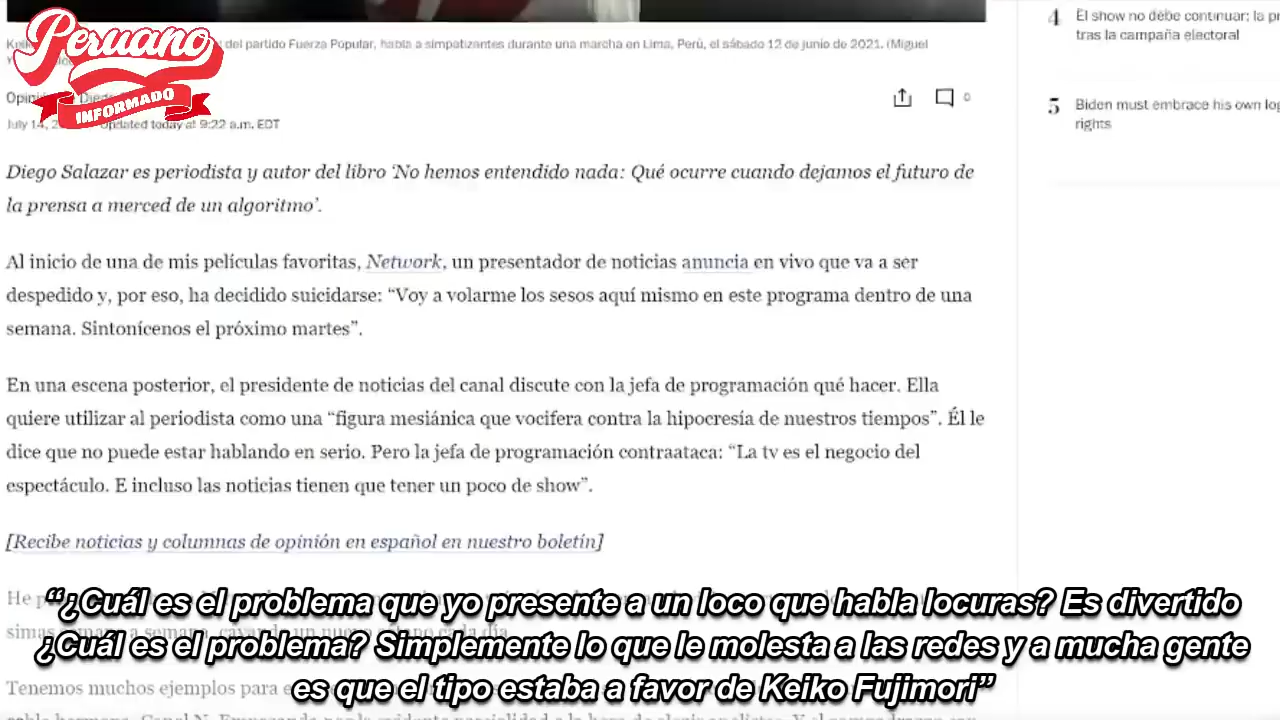 Peruano
INFORMADO
del partido Fuerza Popular, habla a simpatizantes durante una marcha en Lima, Perú, el sábado 12 de junio de 2021. (Miguel
0
July 14, Updated today at 9:22 a.m. EDT
Diego Salazar es periodista y autor del libro ‘No hemos entendido nada: Qué ocurre cuando dejamos el futuro de
la prensa a merced de un algoritmo’.
Al inicio de una de mis películas favoritas, Network, un presentador de noticias anuncia en vivo que va a ser
despedido y, por eso, ha decidido suicidarse: “Voy a volarme los sesos aquí mismo en este programa dentro de una
semana. Sintonícenos el próximo martes”.
En una escena posterior, el presidente de noticias del canal discute con la jefa de programación qué hacer. Ella
quiere utilizar al periodista como una “figura mesiánica que vocifera contra la hipocresía de nuestros tiempos”. Él le
dice que no puede estar hablando en serio. Pero la jefa de programación contraataca: “La tv es el negocio del
espectáculo. E incluso las noticias tienen que tener un poco de show”.
[Recibe noticias y columnas de opinión en español en nuestro boletín]
He
Tenemos muchos ejemplos para
“¿Cuál es el problema que yo presente a un loco que habla locuras? Es divertido
¿Cuál es el problema? Simplemente lo que le molesta a las redes y a mucha gente
es que el tipo estaba a favor de Keiko Fujimori”
4 El show no debe continuar: la
tras la campaña electoral
5 Biden must embrace his own
rights